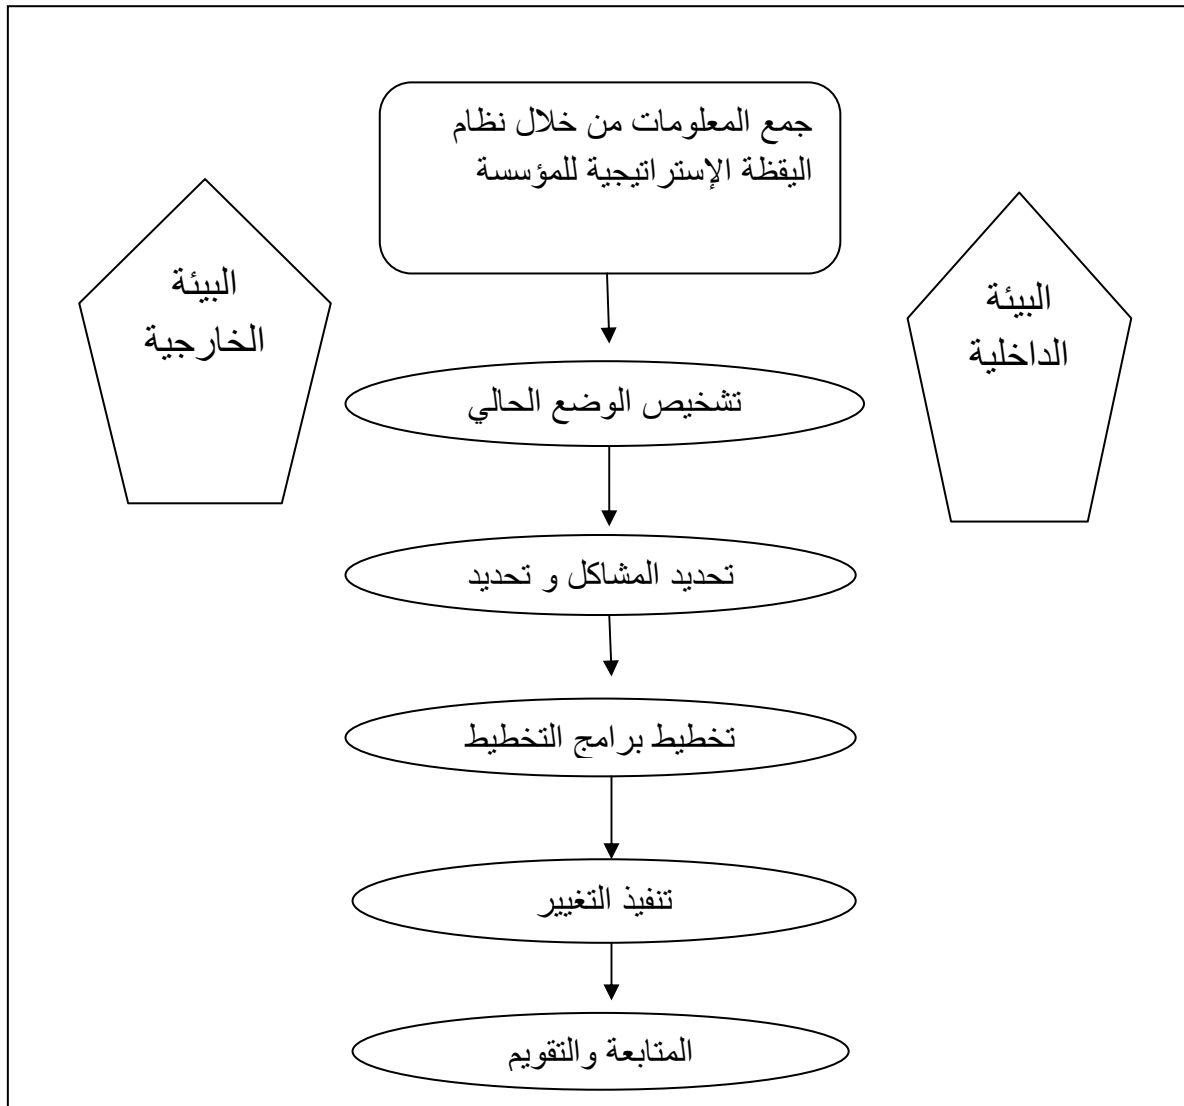 جمع المعلومات من خلال نظام
اليقظة الإستراتيجية للمؤسسة
البيئة
الداخلية
البيئة
الخارجية
تشخيص الوضع الحالي
تحديد المشاكل و تحديد
تخطيط برامج التخطيط
تنفيذ التغيير
المتابعة والتقويم